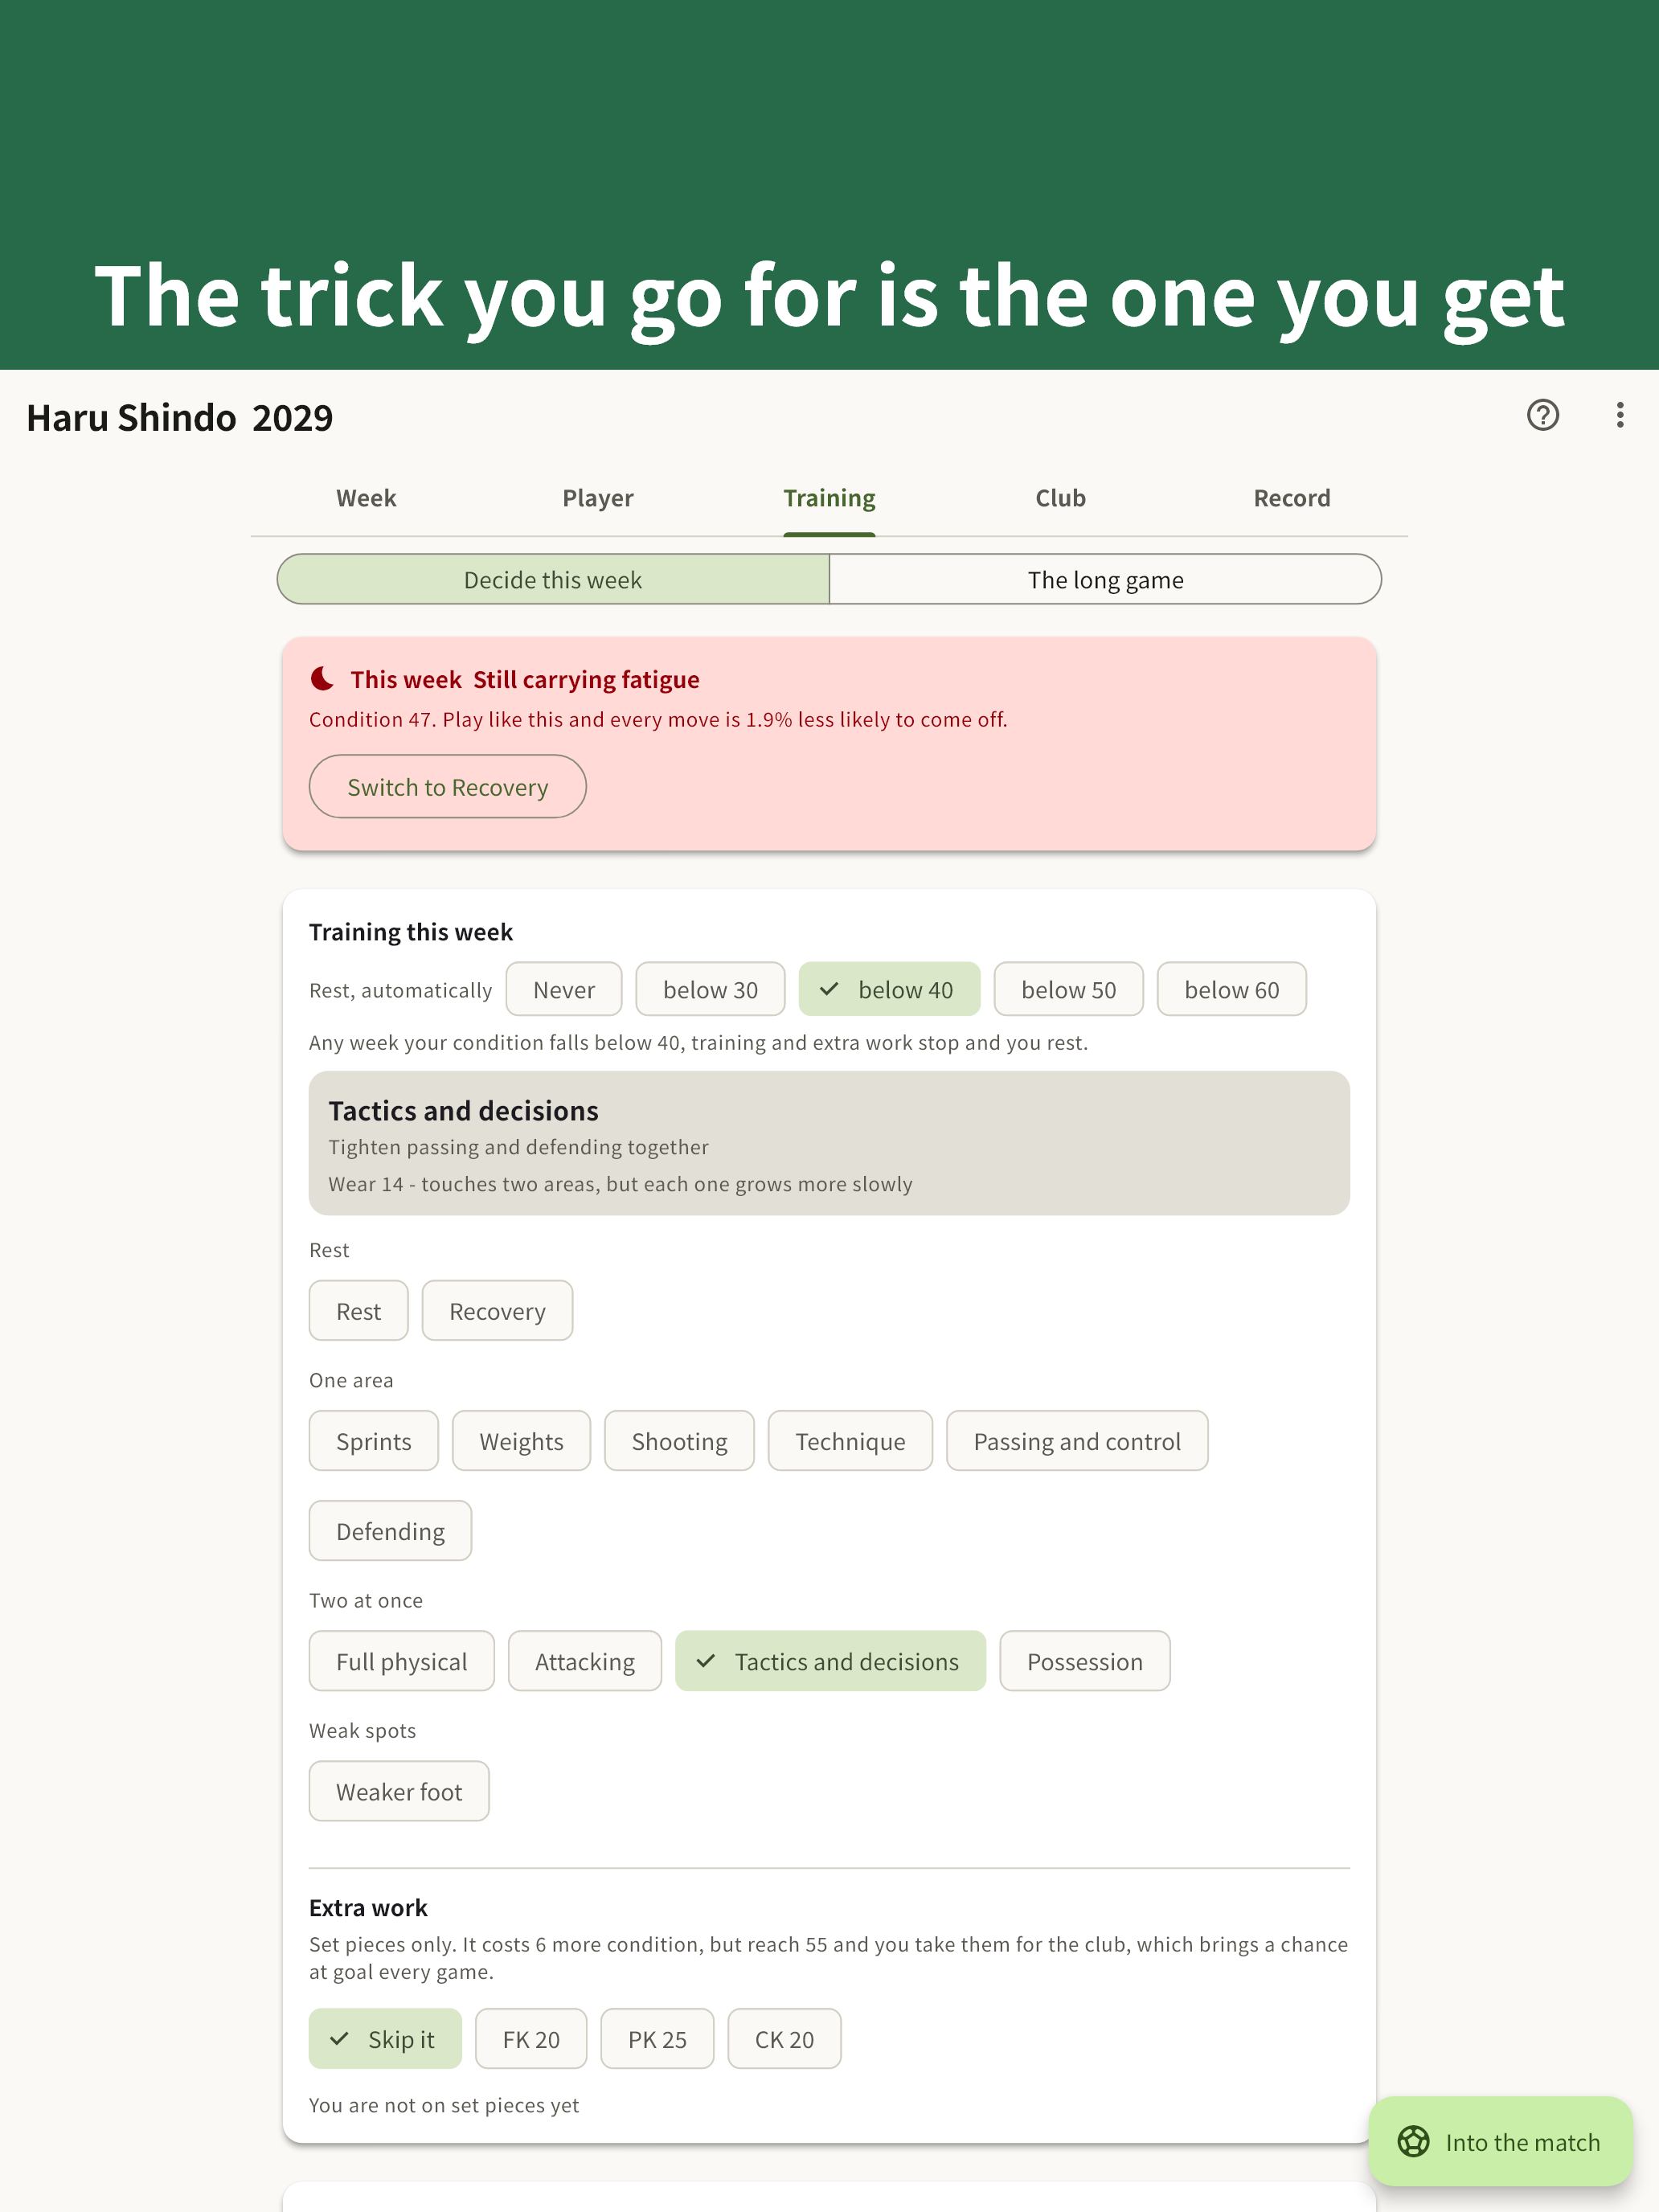 The trick you go for is the one you get
Haru Shindo 2029
Week Player Training Club Record
Decide this week The long game
This week Still carrying fatigue
Condition 47. Play like this and every move is 1.9% less likely to come off.
Switch to Recovery
Training this week
Rest, automatically Never below 30 below 40 below 50 below 60
Any week your condition falls below 40, training and extra work stop and you rest.
Tactics and decisions
Tighten passing and defending together
Wear 14 - touches two areas, but each one grows more slowly
Rest
Rest Recovery
One area
Sprints Weights Shooting Technique Passing and control
Defending
Two at once
Full physical Attacking Tactics and decisions Possession
Weak spots
Weaker foot
Extra work
Set pieces only. It costs 6 more condition, but reach 55 and you take them for the club, which brings a chance
at goal every game.
Skip it FK 20 PK 25 CK 20
You are not on set pieces yet
Into the match